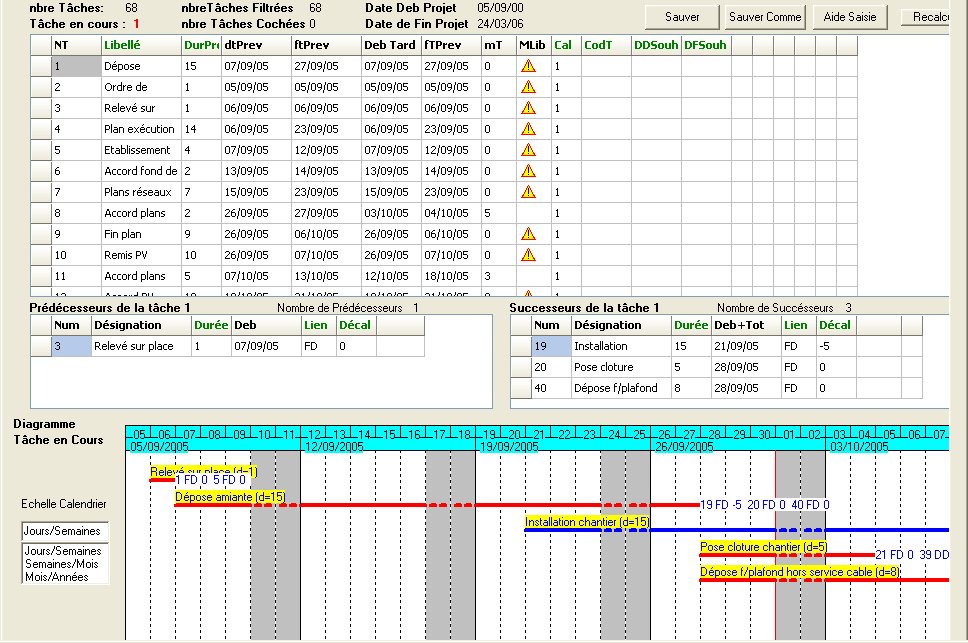 nbre Tâches: 68 nbreTâches Filtrées 68 Date Deb Projet 05/09/00
Tâche en cours : 1 nbre Tâches Cochées 0 Date de Fin Projet 24/03/06
Sauver Sauver Comme Aide Saisie Recalcu
NT Libellé DurPre dtPrev ftPrev Deb Tard fTPrev mT MLib Cal CodT DDSouh DFSouh
1 Dépose 15 07/09/05 27/09/05 07/09/05 27/09/05 0 1
2 Ordre de 1 05/09/05 05/09/05 05/09/05 05/09/05 0 1
3 Relevé sur 1 06/09/05 06/09/05 06/09/05 06/09/05 0 1
4 Plan exécution 14 06/09/05 23/09/05 06/09/05 23/09/05 0 1
5 Etablissement 4 07/09/05 12/09/05 07/09/05 12/09/05 0 1
6 Accord fond de 2 13/09/05 14/09/05 13/09/05 14/09/05 0 1
7 Plans réseaux 7 15/09/05 23/09/05 15/09/05 23/09/05 0 1
8 Accord plans 2 26/09/05 27/09/05 03/10/05 04/10/05 5 1
9 Fin plan 9 26/09/05 06/10/05 26/09/05 06/10/05 0 1
10 Remis PV 10 26/09/05 07/10/05 26/09/05 07/10/05 0 1
11 Accord plans 5 07/10/05 13/10/05 12/10/05 18/10/05 3 1
Prédécesseurs de la tâche 1 Nombre de Prédécesseurs 1
Num Désignation Durée Deb Lien Décal
3 Relevé sur place 1 07/09/05 FD 0
Successeurs de la tâche 1 Nombre de Succésseurs 3
Num Désignation Durée Deb+Tot Lien Décal
19 Installation 15 21/09/05 FD -5
20 Pose cloture 5 28/09/05 FD 0
40 Dépose f/plafond 8 28/09/05 FD 0
Diagramme
Tâche en Cours
05 06 07 08 09 10 11 12 13 14 15 16 17 18 19 20 21 22 23 24 25 26 27 28 29 30 01 02 03 04 05 06 07
05/09/2005 12/09/2005 19/09/2005 26/09/2005 03/10/2005
Relevé sur place (d=1)
1 FD 0 5 FD 0
Dépose amiante (d=15)
19 FD -5 20 FD 0 40 FD 0
Installation chantier (d=15)
Pose cloture chantier (d=5)
21 FD 0 39 DD
Dépose f/plafond hors service cable (d=8)
Echelle Calendrier
Jours/Semaines
Jours/Semaines
Semaines/Mois
Mois/Années